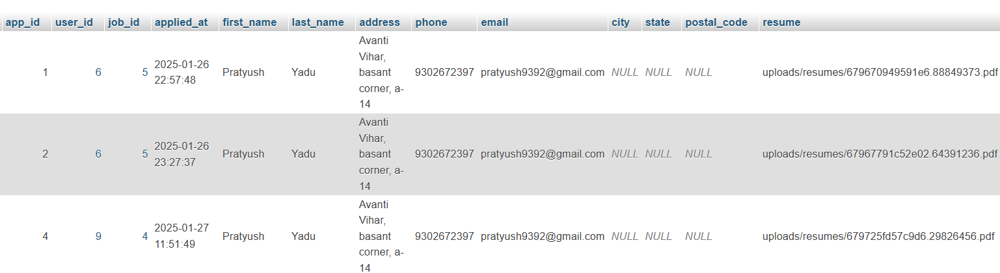 app_id user_id job_id applied_at first_name last_name address phone email city state postal_code resume
1 6 5 2025-01-26 22:57:48 Pratyush Yadu Avanti Vihar, basant corner, a-14 9302672397 pratyush9392@gmail.com NULL NULL NULL uploads/resumes/679670949591e6.88849373.pdf
2 6 5 2025-01-26 23:27:37 Pratyush Yadu Avanti Vihar, basant corner, a-14 9302672397 pratyush9392@gmail.com NULL NULL NULL uploads/resumes/67967791c52e02.64391236.pdf
4 9 4 2025-01-27 11:51:49 Pratyush Yadu Avanti Vihar, basant corner, a-14 9302672397 pratyush9392@gmail.com NULL NULL NULL uploads/resumes/679725fd57c9d6.29826456.pdf